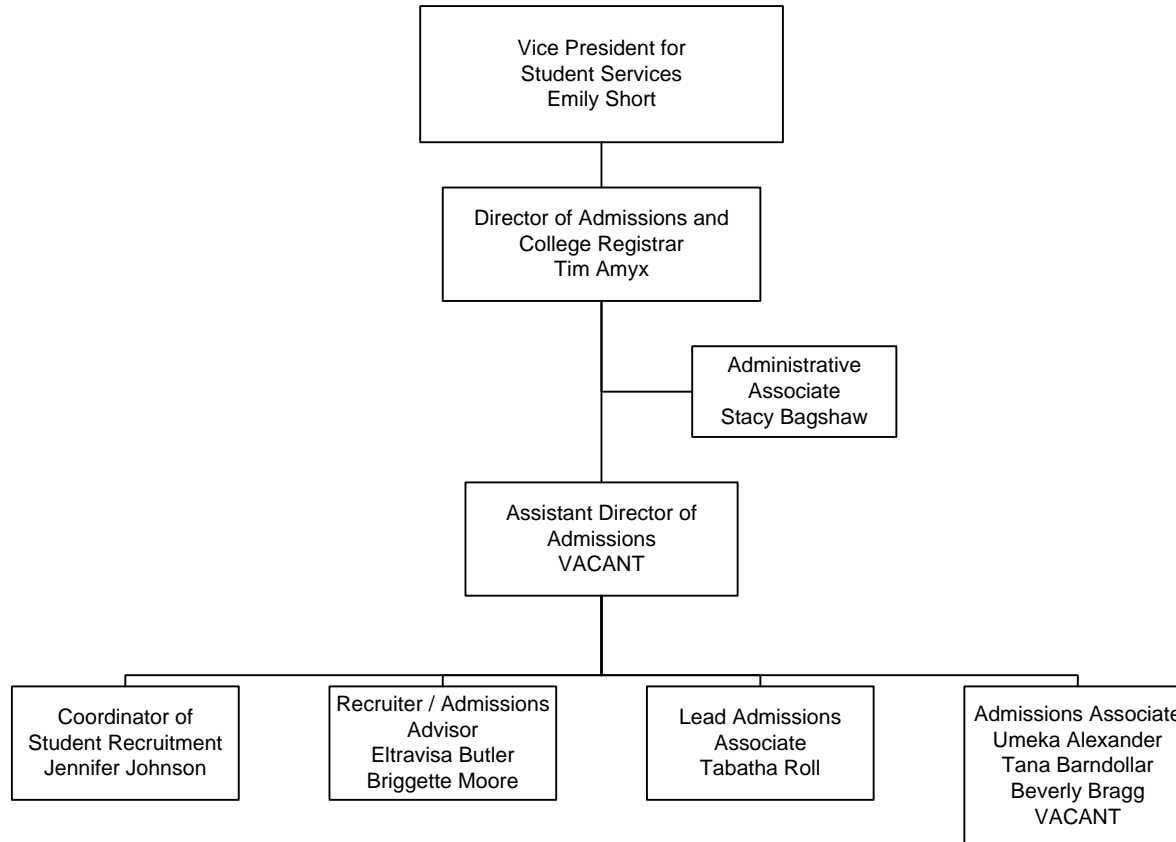 Vice President for
Student Services
Emily Short
Director of Admissions and
College Registrar
Tim Amyx
Administrative
Associate
Stacy Bagshaw
Assistant Director of
Admissions
VACANT
Coordinator of
Student Recruitment
Jennifer Johnson
Recruiter / Admissions
Advisor
Eltravisa Butler
Briggette Moore
Lead Admissions
Associate
Tabatha Roll
Admissions Associate
Umeka Alexander
Tana Barndollar
Beverly Bragg
VACANT